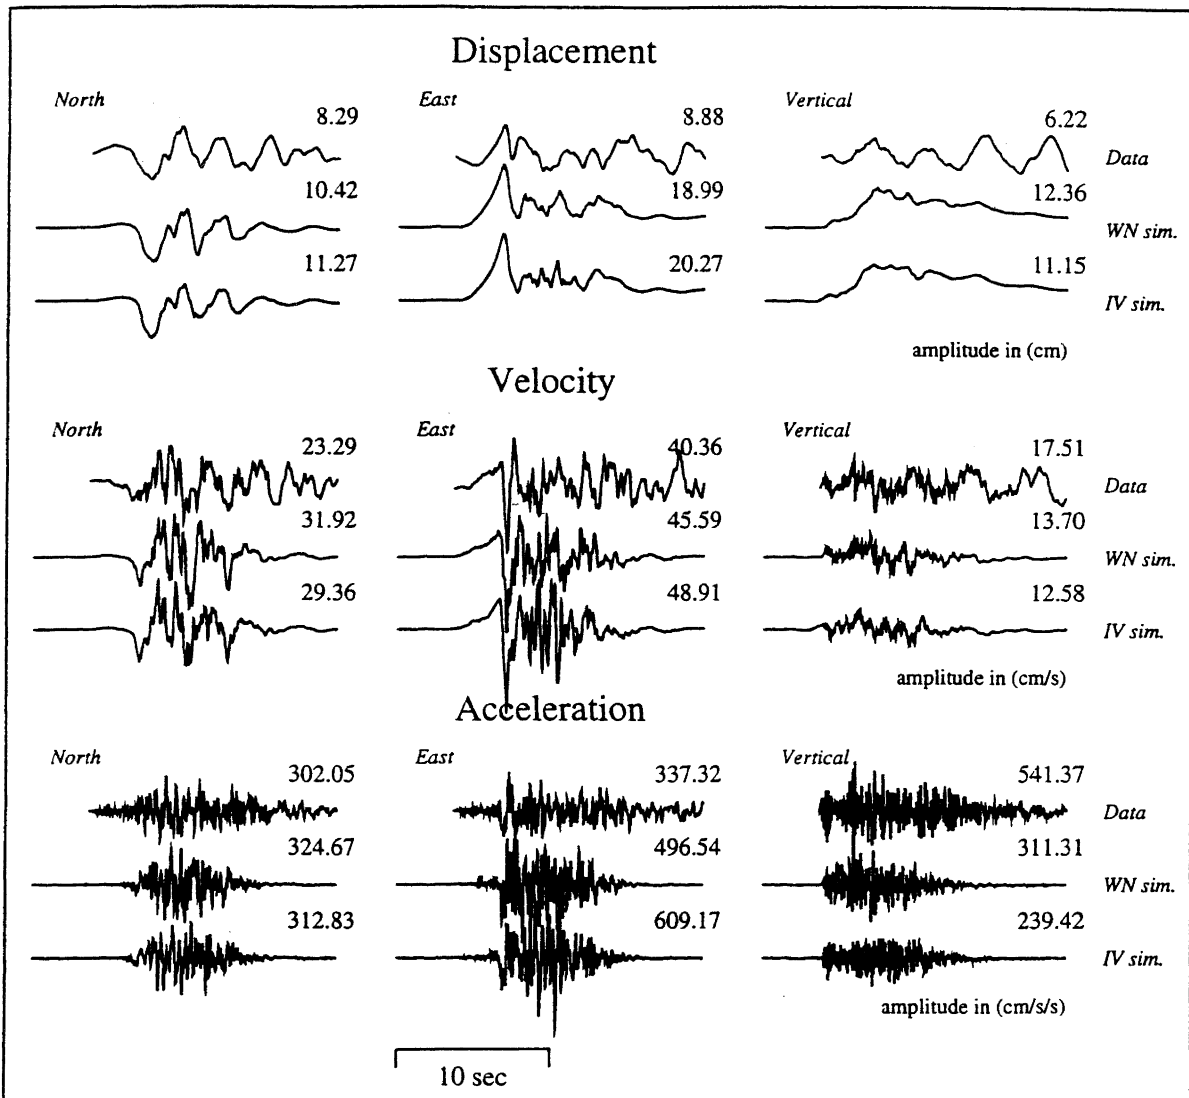 Displacement
North East Vertical
8.29 8.88 6.22
Data
10.42 18.99 12.36
WN sim.
11.27 20.27 11.15
IV sim.
amplitude in (cm)
Velocity
North East Vertical
23.29 40.36 17.51
Data
31.92 45.59 13.70
WN sim.
29.36 48.91 12.58
IV sim.
amplitude in (cm/s)
Acceleration
North East Vertical
302.05 337.32 541.37
Data
324.67 496.54 311.31
WN sim.
312.83 609.17 239.42
IV sim.
amplitude in (cm/s/s)
10 sec